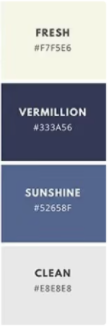 FRESH
#F7F5E6
VERMILLION
#333A56
SUNSHINE
#52658F
CLEAN
#E8E8E8